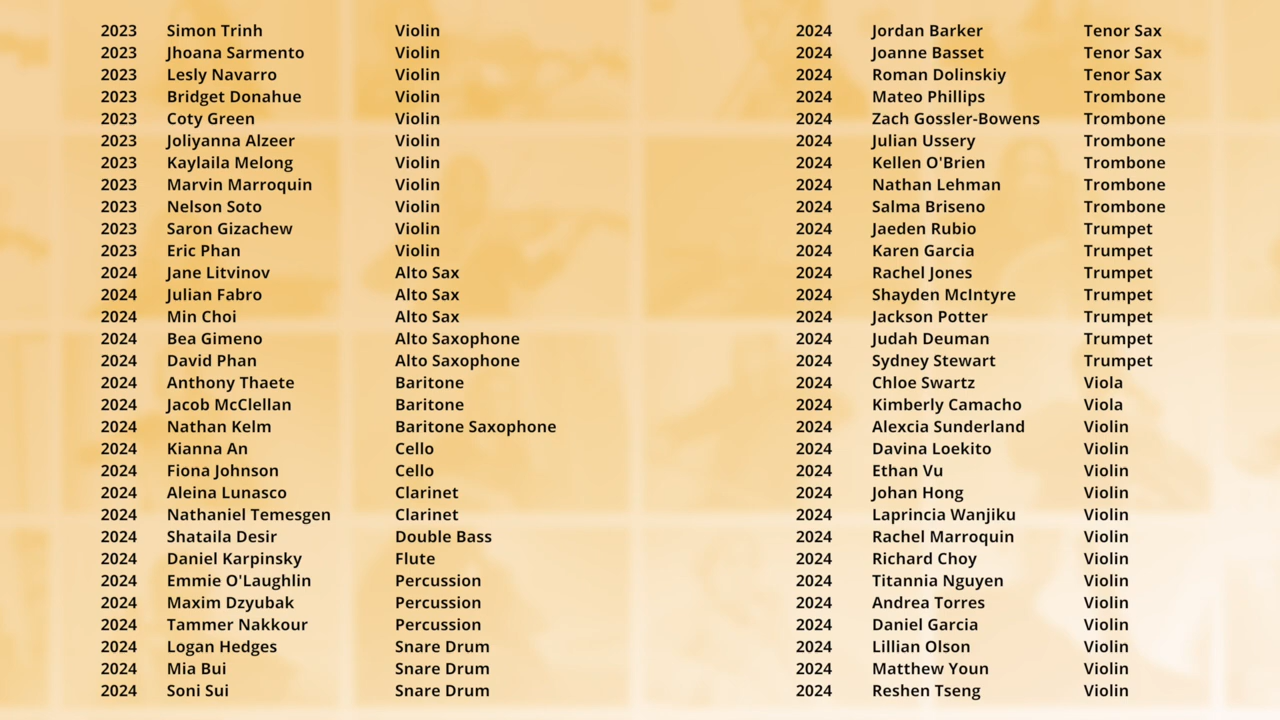 2023 Simon Trinh Violin
2023 Jhoana Sarmento Violin
2023 Lesly Navarro Violin
2023 Bridget Donahue Violin
2023 Coty Green Violin
2023 Joliyanna Alzeer Violin
2023 Kaylaila Melong Violin
2023 Marvin Marroquin Violin
2023 Nelson Soto Violin
2023 Saron Gizachew Violin
2023 Eric Phan Violin
2024 Jane Litvinov Alto Sax
2024 Julian Fabro Alto Sax
2024 Min Choi Alto Sax
2024 Bea Gimeno Alto Saxophone
2024 David Phan Alto Saxophone
2024 Anthony Thaete Baritone
2024 Jacob McClellan Baritone
2024 Nathan Kelm Baritone Saxophone
2024 Kianna An Cello
2024 Fiona Johnson Cello
2024 Aleina Lunasco Clarinet
2024 Nathaniel Temesgen Clarinet
2024 Shataila Desir Double Bass
2024 Daniel Karpinsky Flute
2024 Emmie O'Laughlin Percussion
2024 Maxim Dzyubak Percussion
2024 Tammer Nakkour Percussion
2024 Logan Hedges Snare Drum
2024 Mia Bui Snare Drum
2024 Soni Sui Snare Drum
2024 Jordan Barker Tenor Sax
2024 Joanne Basset Tenor Sax
2024 Roman Dolinskiy Tenor Sax
2024 Mateo Phillips Trombone
2024 Zach Gossler-Bowens Trombone
2024 Julian Ussery Trombone
2024 Kellen O'Brien Trombone
2024 Nathan Lehman Trombone
2024 Salma Briseno Trombone
2024 Jaeden Rubio Trumpet
2024 Karen Garcia Trumpet
2024 Rachel Jones Trumpet
2024 Shayden McIntyre Trumpet
2024 Jackson Potter Trumpet
2024 Judah Deuman Trumpet
2024 Sydney Stewart Trumpet
2024 Chloe Swartz Viola
2024 Kimberly Camacho Viola
2024 Alexcia Sunderland Violin
2024 Davina Loekito Violin
2024 Ethan Vu Violin
2024 Johan Hong Violin
2024 Laprincia Wanjiku Violin
2024 Rachel Marroquin Violin
2024 Richard Choy Violin
2024 Titannia Nguyen Violin
2024 Andrea Torres Violin
2024 Daniel Garcia Violin
2024 Lillian Olson Violin
2024 Matthew Youn Violin
2024 Reshen Tseng Violin